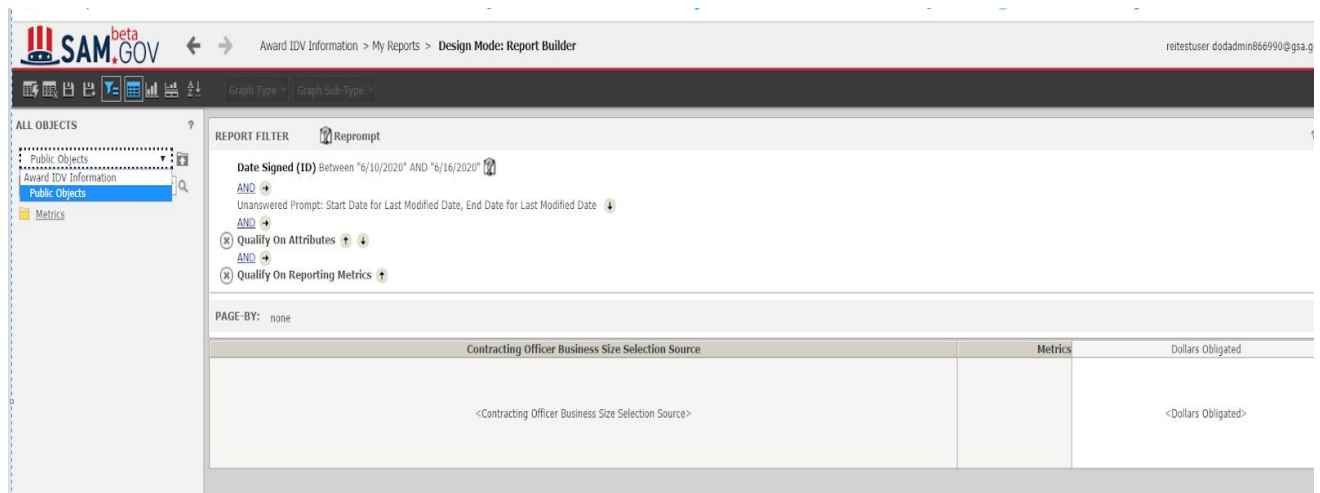 beta
SAM.GOV
Award IDV Information > My Reports > Design Mode: Report Builder
reitestuser dodadmin866990@gsa.g
Graph Type
Graph Sub-Type
ALL OBJECTS ?
Public Objects
Award IDV Information
Public Objects
Metrics
REPORT FILTER Reprompt
Date Signed (ID) Between "6/10/2020" AND "6/16/2020"
AND
Unanswered Prompt: Start Date for Last Modified Date, End Date for Last Modified Date
AND
Qualify On Attributes
AND
Qualify On Reporting Metrics
PAGE-BY: none
Contracting Officer Business Size Selection Source Metrics Dollars Obligated
<Contracting Officer Business Size Selection Source> <Dollars Obligated>